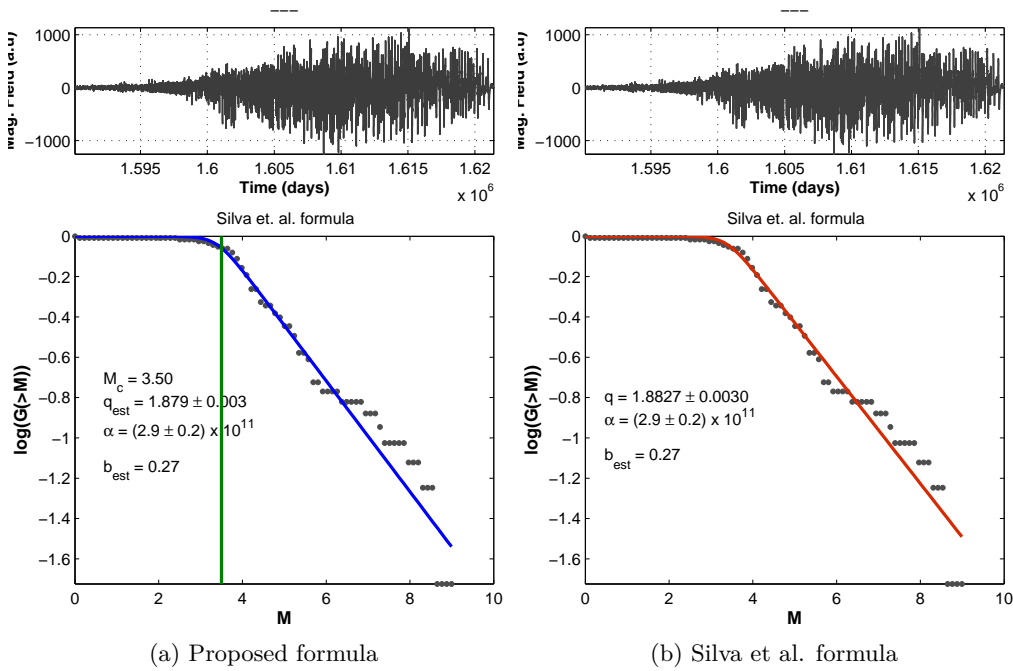 ---
1000
0
−1000
Mag. Field (a.u)
1.595
1.6
1.605
1.61
1.615
1.62
Time (days)
x 10^6
Silva et. al. formula
0
−0.2
−0.4
−0.6
−0.8
−1
−1.2
−1.4
−1.6
log(G(>M))
M_c = 3.50
q_est = 1.879 ± 0.003
α = (2.9 ± 0.2) x 10^11
b_est = 0.27
0
2
4
6
8
10
M
(a) Proposed formula
---
1000
0
−1000
Mag. Field (a.u)
1.595
1.6
1.605
1.61
1.615
1.62
Time (days)
x 10^6
Silva et. al. formula
0
−0.2
−0.4
−0.6
−0.8
−1
−1.2
−1.4
−1.6
log(G(>M))
q = 1.8827 ± 0.0030
α = (2.9 ± 0.2) x 10^11
b_est = 0.27
0
2
4
6
8
10
M
(b) Silva et al. formula